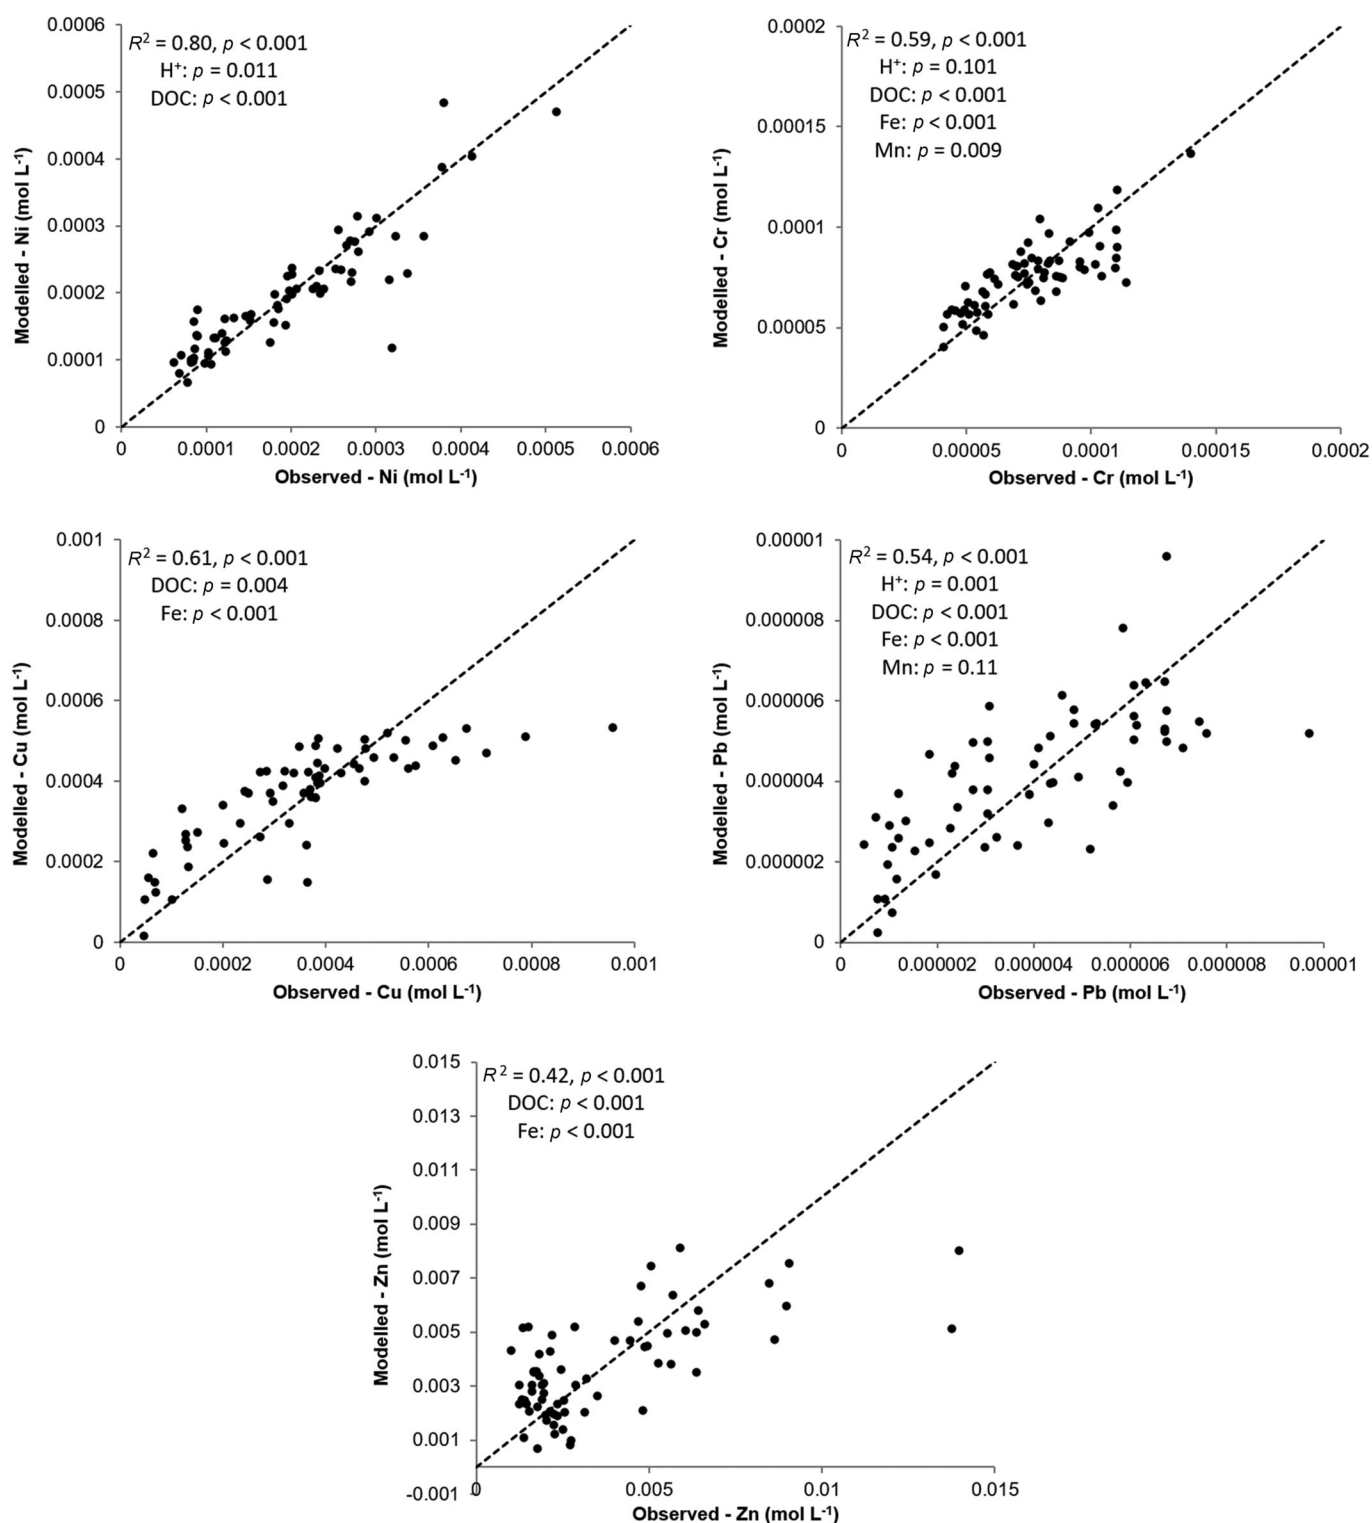 R² = 0.80, p < 0.001
H⁺: p = 0.011
DOC: p < 0.001
0.0006
0.0005
0.0004
0.0003
0.0002
0.0001
0
Modelled - Ni (mol L⁻¹)
0 0.0001 0.0002 0.0003 0.0004 0.0005 0.0006
Observed - Ni (mol L⁻¹)
R² = 0.59, p < 0.001
H⁺: p = 0.101
DOC: p < 0.001
Fe: p < 0.001
Mn: p = 0.009
0.0002
0.00015
0.0001
0.00005
0
Modelled - Cr (mol L⁻¹)
0 0.00005 0.0001 0.00015 0.0002
Observed - Cr (mol L⁻¹)
R² = 0.61, p < 0.001
DOC: p = 0.004
Fe: p < 0.001
0.001
0.0008
0.0006
0.0004
0.0002
0
Modelled - Cu (mol L⁻¹)
0 0.0002 0.0004 0.0006 0.0008 0.001
Observed - Cu (mol L⁻¹)
R² = 0.54, p < 0.001
H⁺: p = 0.001
DOC: p < 0.001
Fe: p < 0.001
Mn: p = 0.11
0.00001
0.000008
0.000006
0.000004
0.000002
0
Modelled - Pb (mol L⁻¹)
0 0.000002 0.000004 0.000006 0.000008 0.00001
Observed - Pb (mol L⁻¹)
R² = 0.42, p < 0.001
DOC: p < 0.001
Fe: p < 0.001
0.015
0.013
0.011
0.009
0.007
0.005
0.003
0.001
-0.001
Modelled - Zn (mol L⁻¹)
0 0.005 0.01 0.015
Observed - Zn (mol L⁻¹)